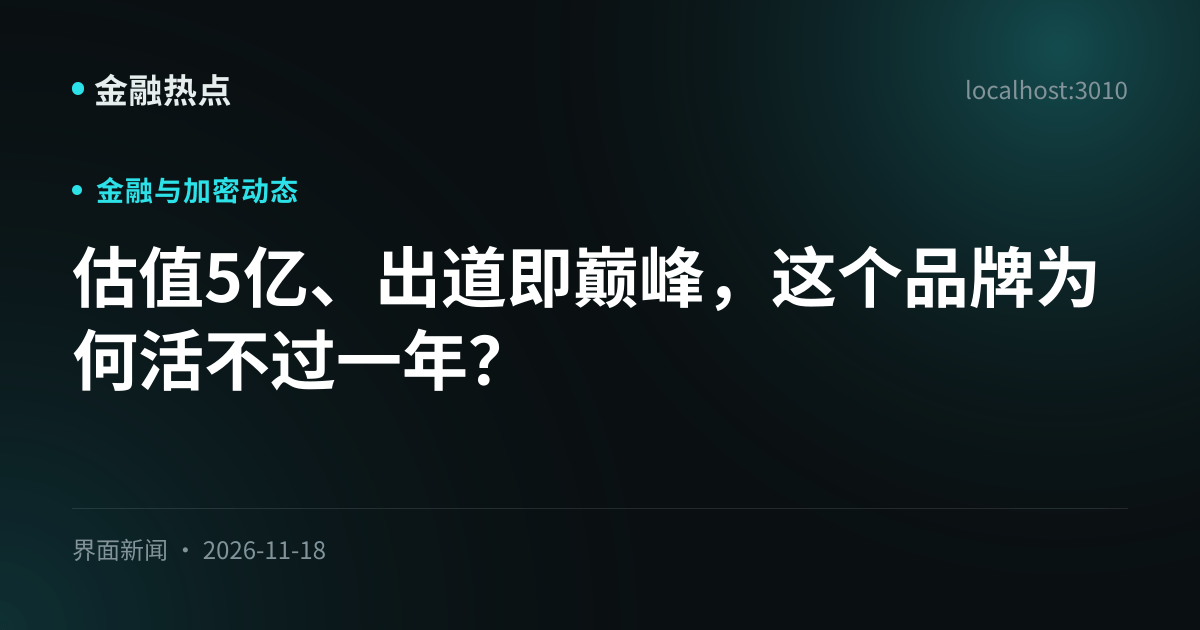 金融热点
localhost:3010
金融与加密动态
估值5亿、出道即巅峰，这个品牌为
何活不过一年？
界面新闻 · 2026-11-18